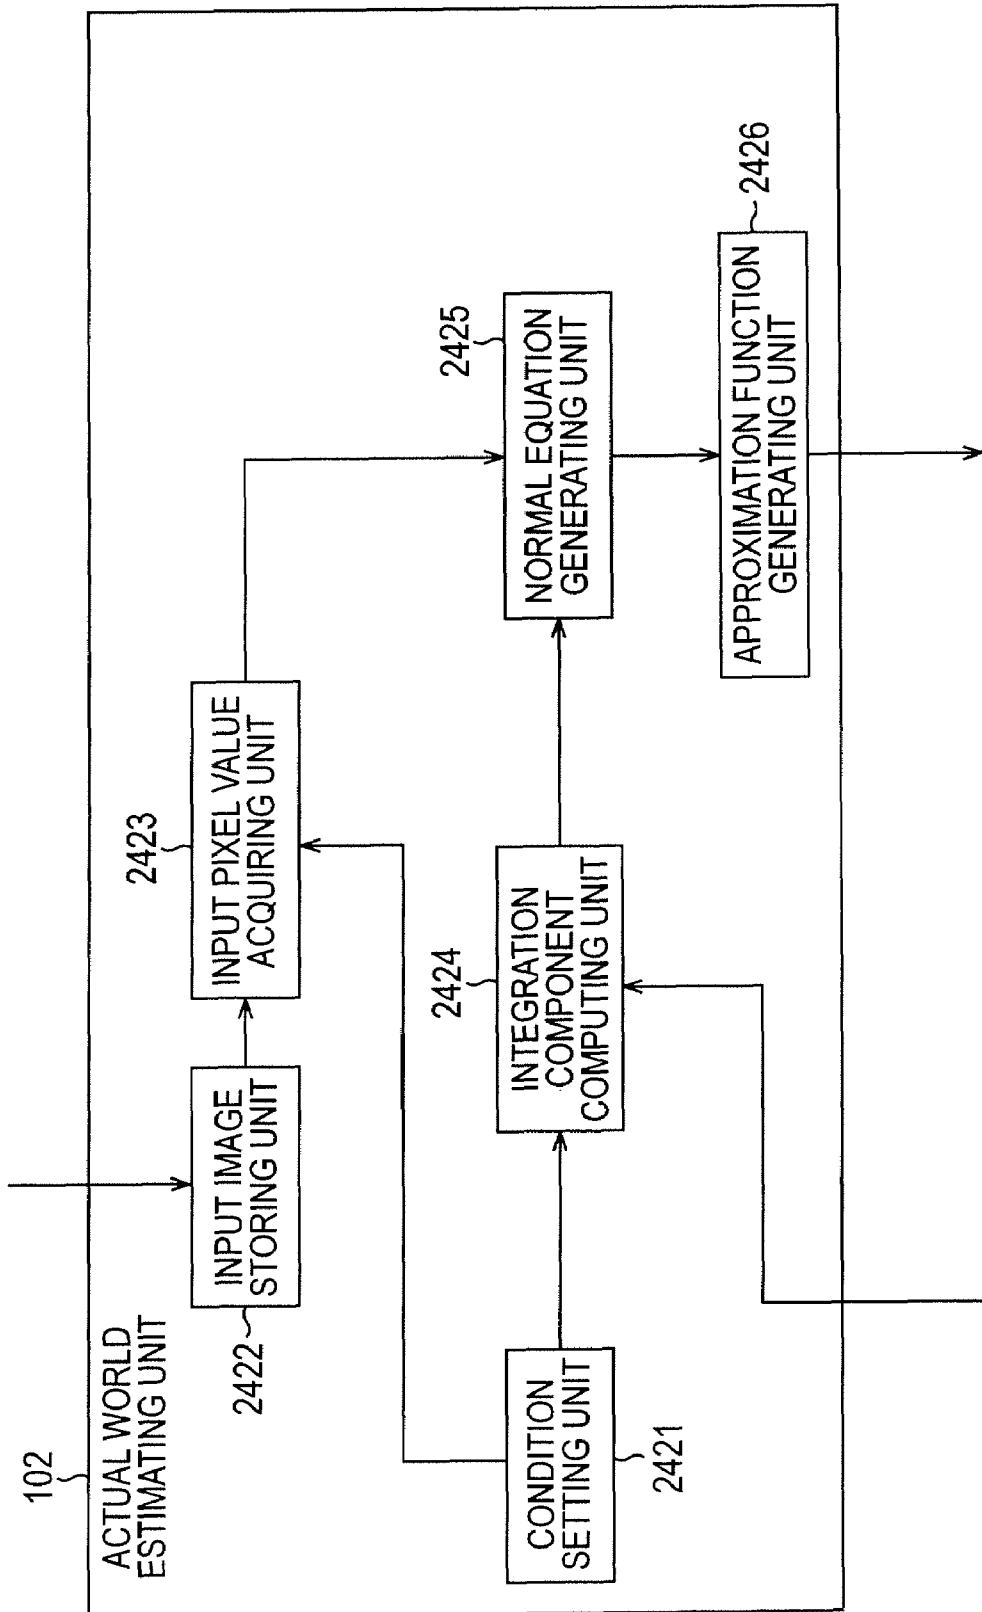 102
ACTUAL WORLD
ESTIMATING UNIT
2422
INPUT IMAGE
STORING UNIT
2423
INPUT PIXEL VALUE
ACQUIRING UNIT
2421
CONDITION
SETTING UNIT
2424
INTEGRATION
COMPONENT
COMPUTING UNIT
2425
NORMAL EQUATION
GENERATING UNIT
2426
APPROXIMATION FUNCTION
GENERATING UNIT